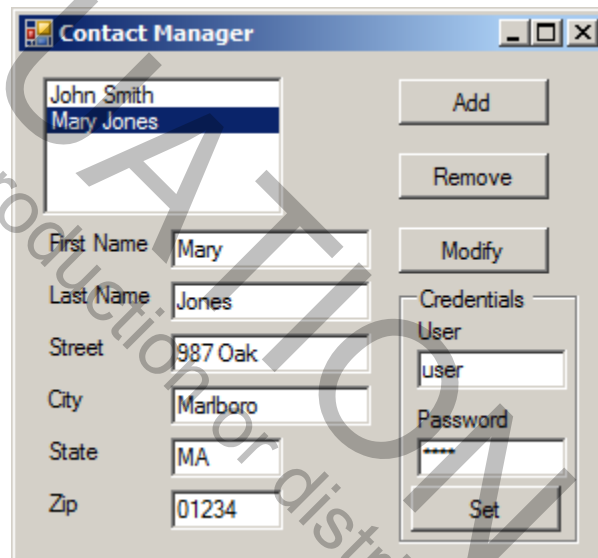 Contact Manager
John Smith
Mary Jones
Add
Remove
Modify
First Name Mary
Last Name Jones
Street 987 Oak
City Marlboro
State MA
Zip 01234
Credentials
User
user
Password
****
Set